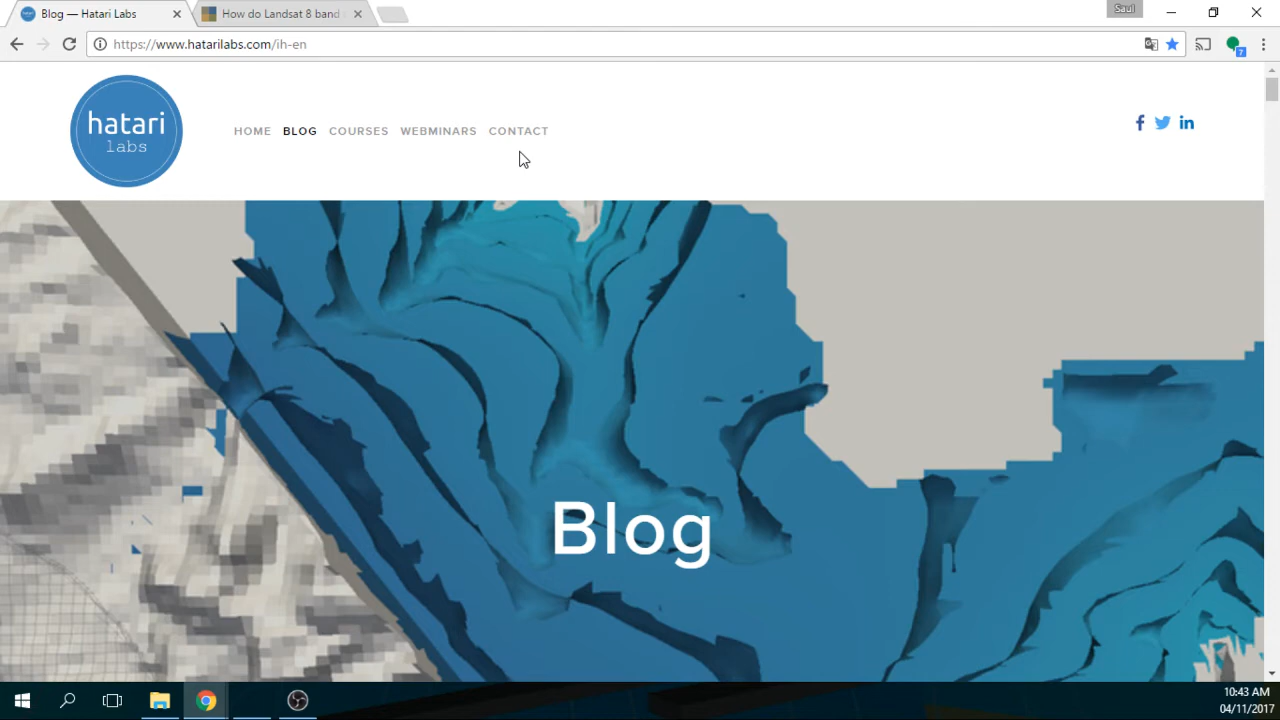 Blog — Hatari Labs
How do Landsat 8 band
Saul
https://www.hatarilabs.com/ih-en
hatari
labs
HOME BLOG COURSES WEBMINARS CONTACT
Blog
10:43 AM
04/11/2017